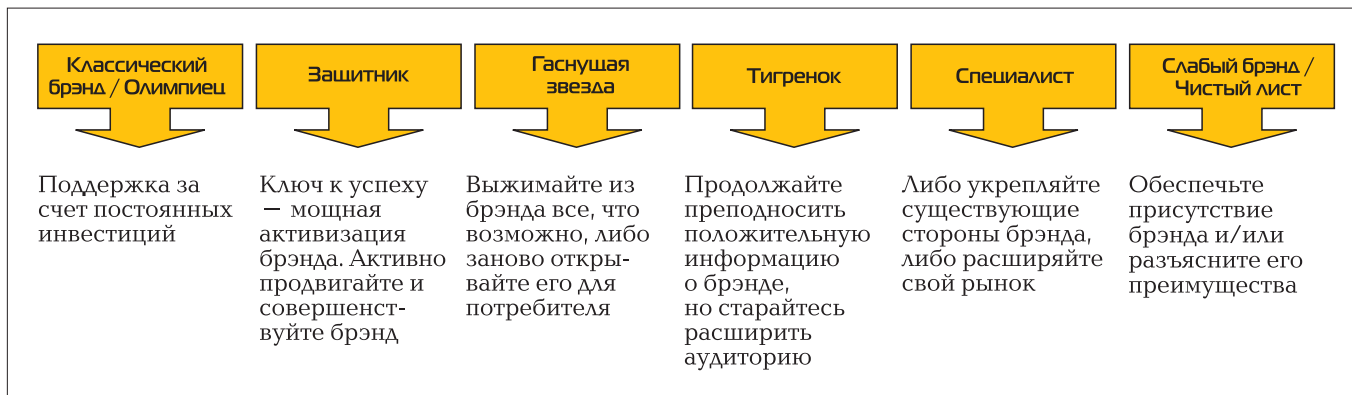 Классический
брэнд / Олимпиец
Защитник
Гаснущая
звезда
Тигренок
Специалист
Слабый брэнд /
Чистый лист
Поддержка за
счет постоянных
инвестиций
Ключ к успеху
— мощная
активизация
брэнда. Активно
продвигайте и
совершенст-
вуйте брэнд
Выжимайте из
брэнда все, что
возможно, либо
заново откры-
вайте его для
потребителя
Продолжайте
преподносить
положительную
информацию
о брэнде,
но старайтесь
расширить
аудиторию
Либо укрепляйте
существующие
стороны брэнда,
либо расширяйте
свой рынок
Обеспечьте
присутствие
брэнда и/или
разъясните его
преимущества